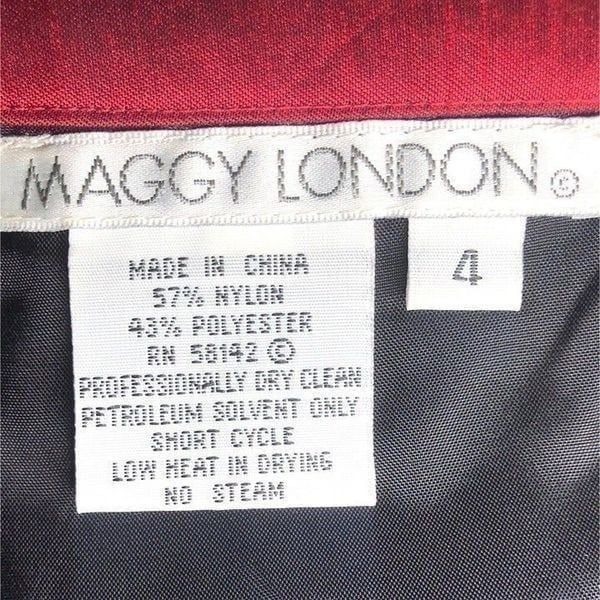 MAGGY LONDON©
MADE IN CHINA
57% NYLON
43% POLYESTER
RN 58142 ©
PROFESSIONALLY DRY CLEAN
PETROLEUM SOLVENT ONLY
SHORT CYCLE
LOW HEAT IN DRYING
NO STEAM
4